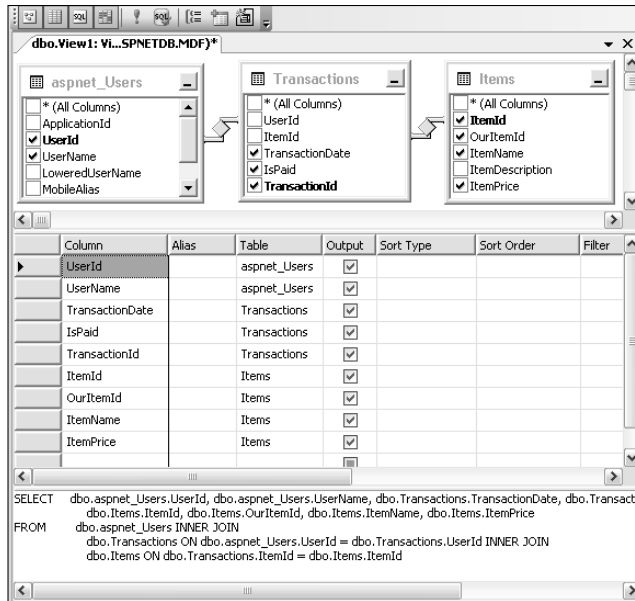 SQL
SQL
dbo.View1: Vi...SPNETDB.MDF)*
aspnet_Users
* (All Columns)
ApplicationId
UserId
UserName
LoweredUserName
MobileAlias
Transactions
* (All Columns)
UserId
ItemId
TransactionDate
IsPaid
TransactionId
Items
* (All Columns)
ItemId
OurItemId
ItemName
ItemDescription
ItemPrice
Column Alias Table Output Sort Type Sort Order Filter
UserId aspnet_Users
UserName aspnet_Users
TransactionDate Transactions
IsPaid Transactions
TransactionId Transactions
ItemId Items
OurItemId Items
ItemName Items
ItemPrice Items
SELECT dbo.aspnet_Users.UserId, dbo.aspnet_Users.UserName, dbo.Transactions.TransactionDate, dbo.Transact
dbo.Items.ItemId, dbo.Items.OurItemId, dbo.Items.ItemName, dbo.Items.ItemPrice
FROM dbo.aspnet_Users INNER JOIN
dbo.Transactions ON dbo.aspnet_Users.UserId = dbo.Transactions.UserId INNER JOIN
dbo.Items ON dbo.Transactions.ItemId = dbo.Items.ItemId